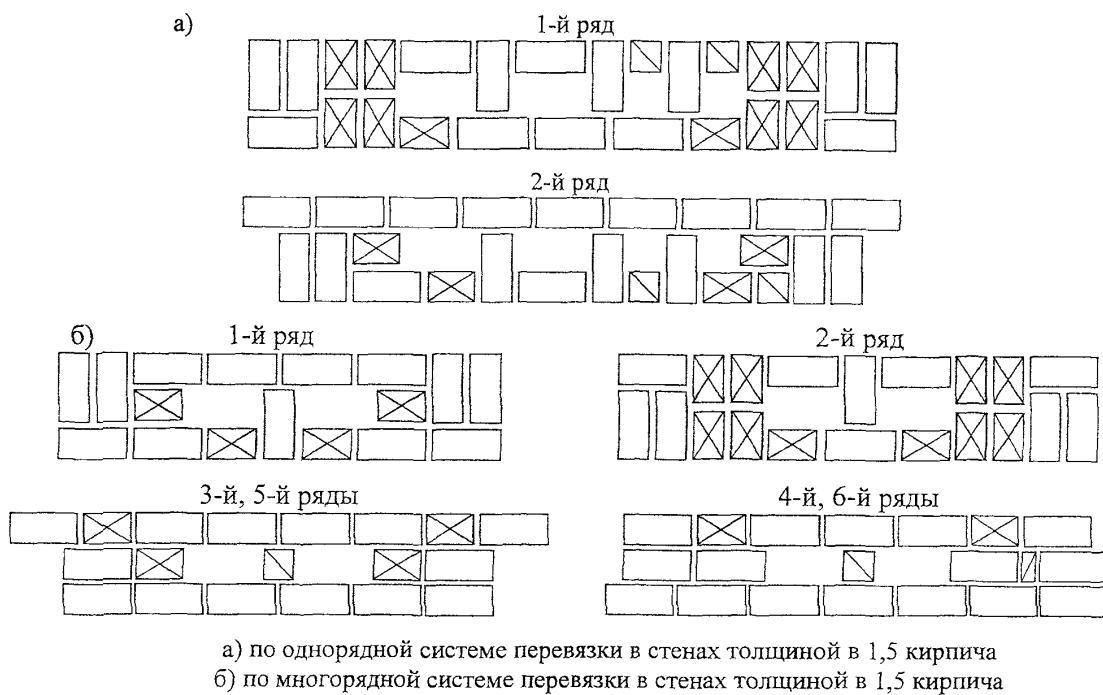 а)
1-й ряд
2-й ряд
б)
1-й ряд
2-й ряд
3-й, 5-й ряды
4-й, 6-й ряды
а) по однорядной системе перевязки в стенах толщиной в 1,5 кирпича
б) по многорядной системе перевязки в стенах толщиной в 1,5 кирпича